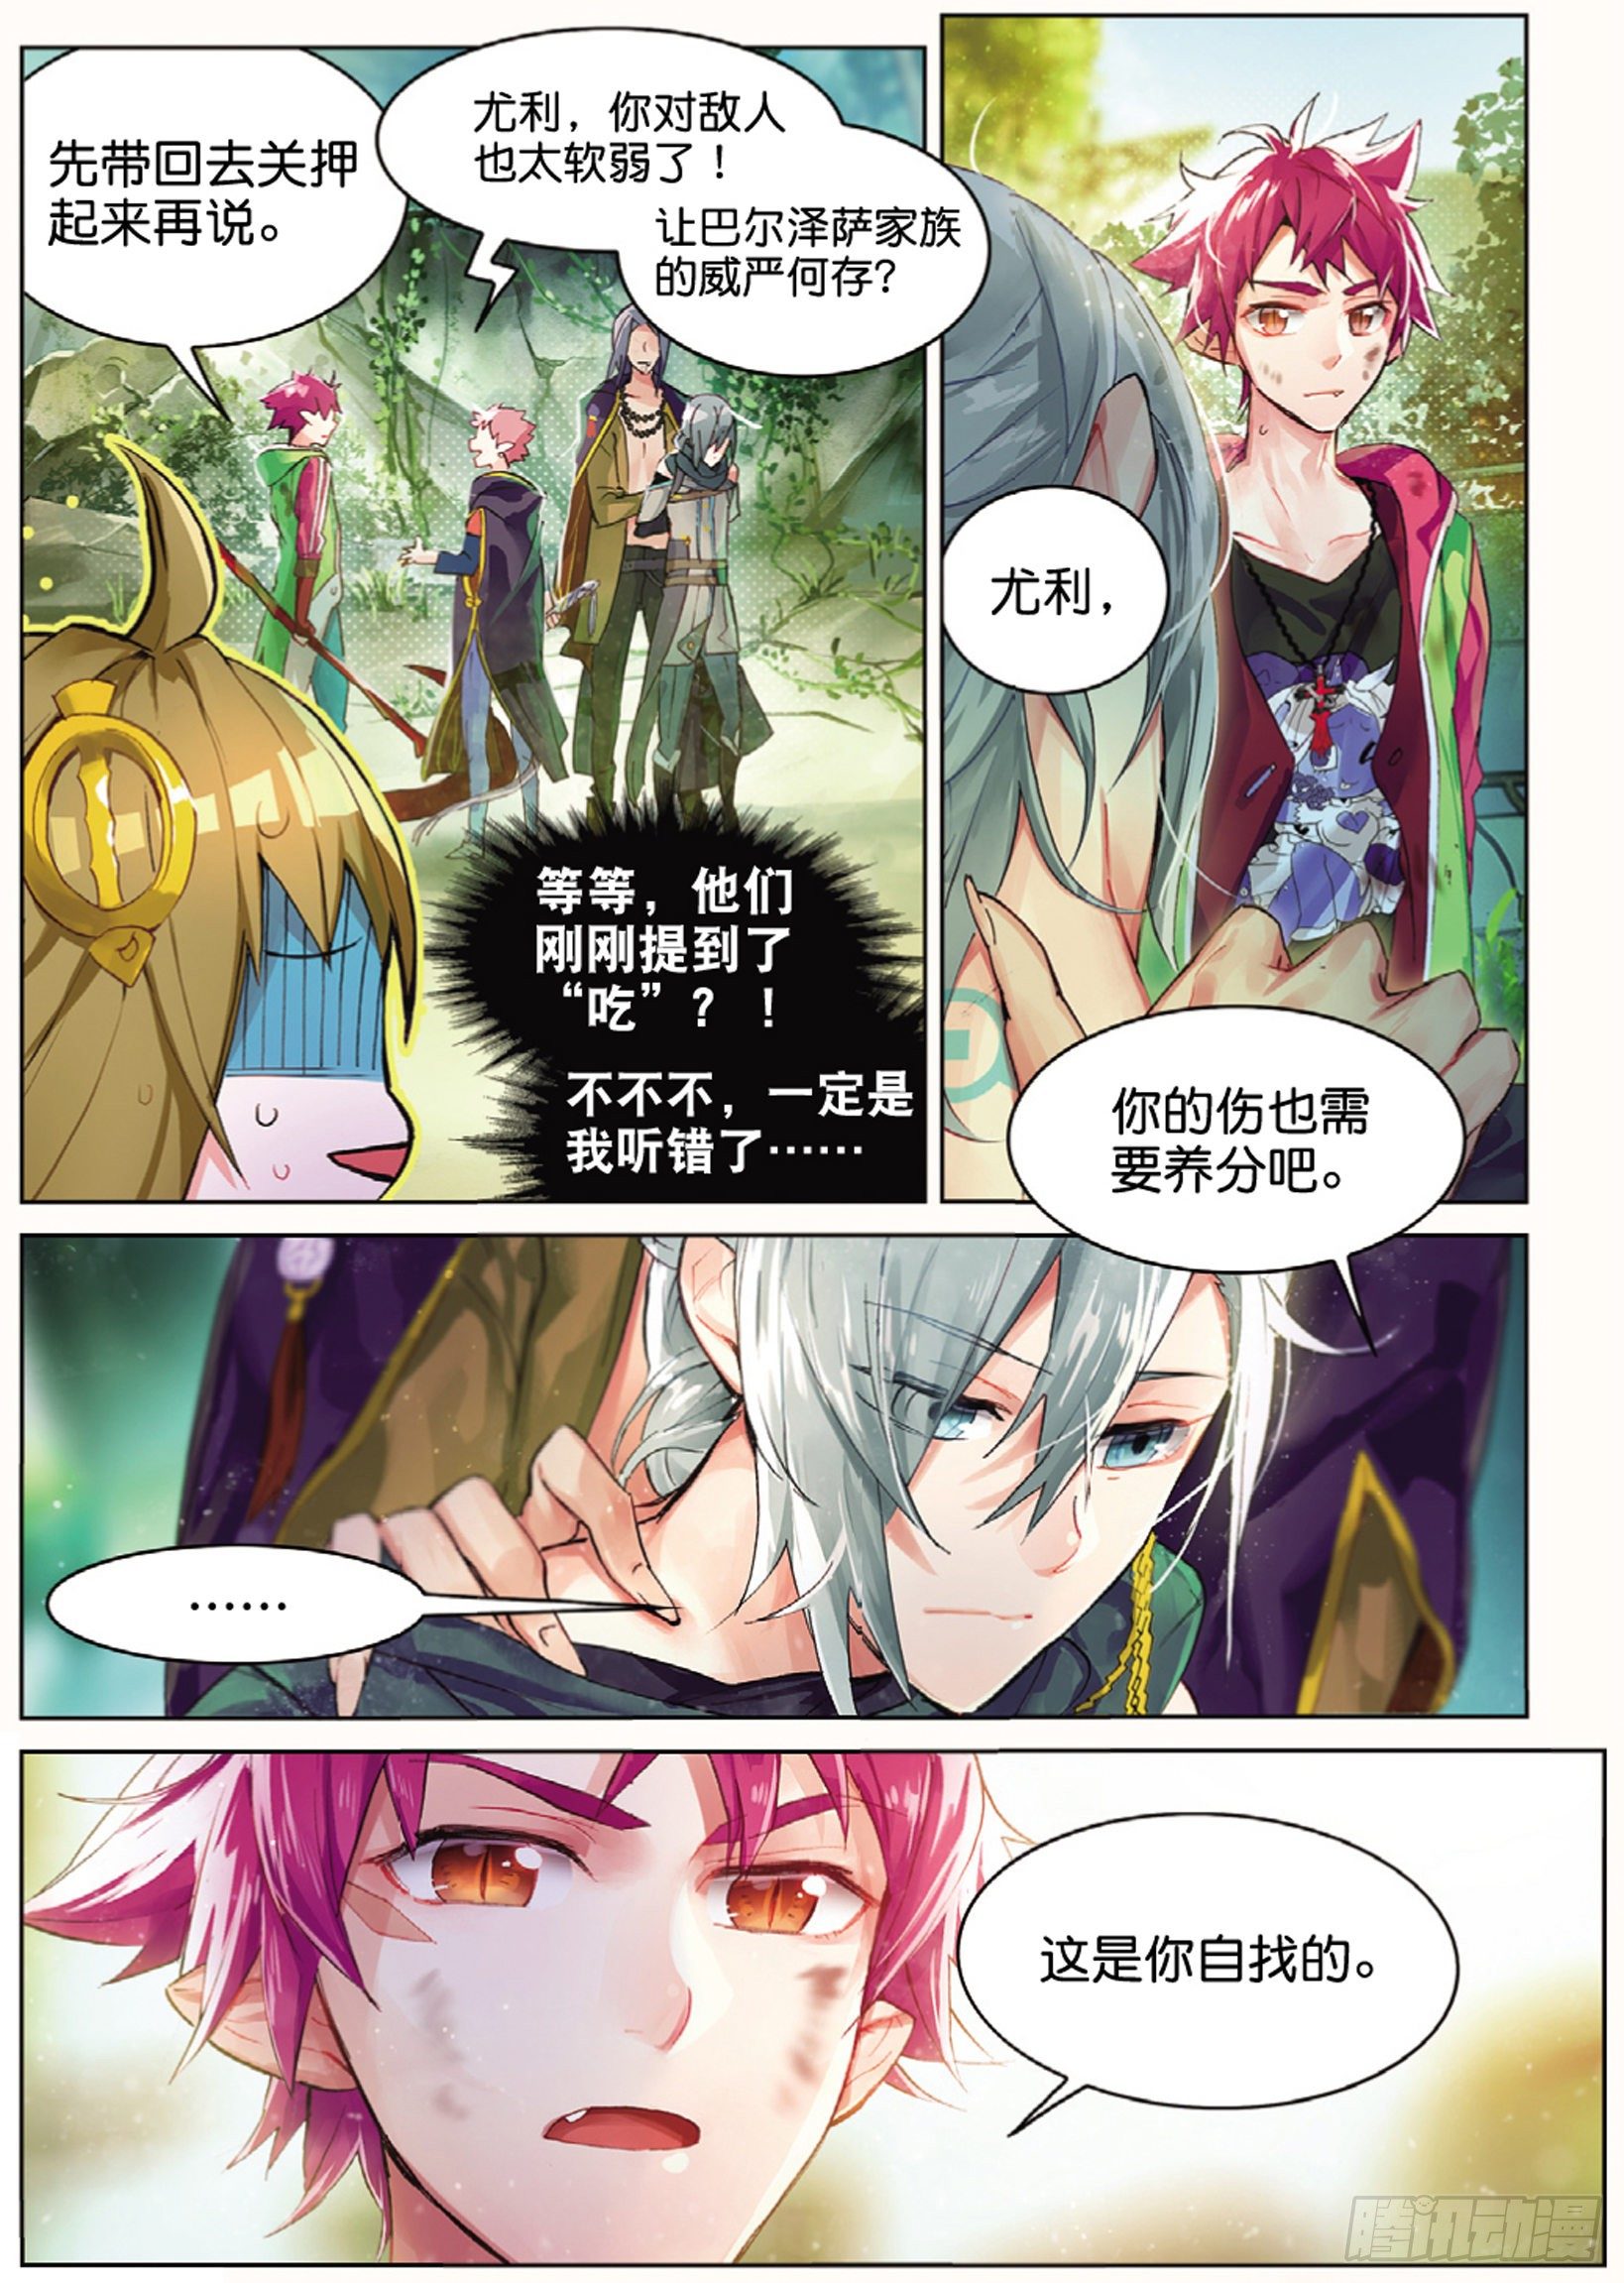 先带回去关押
起来再说。
尤利，你对敌人
也太软弱了！
让巴尔泽萨家族
的威严何存？
等等，他们
刚刚提到了
“吃”？！
不不不，一定是
我听错了……
尤利，
你的伤也需
要养分吧。
……
这是你自找的。
腾讯动漫